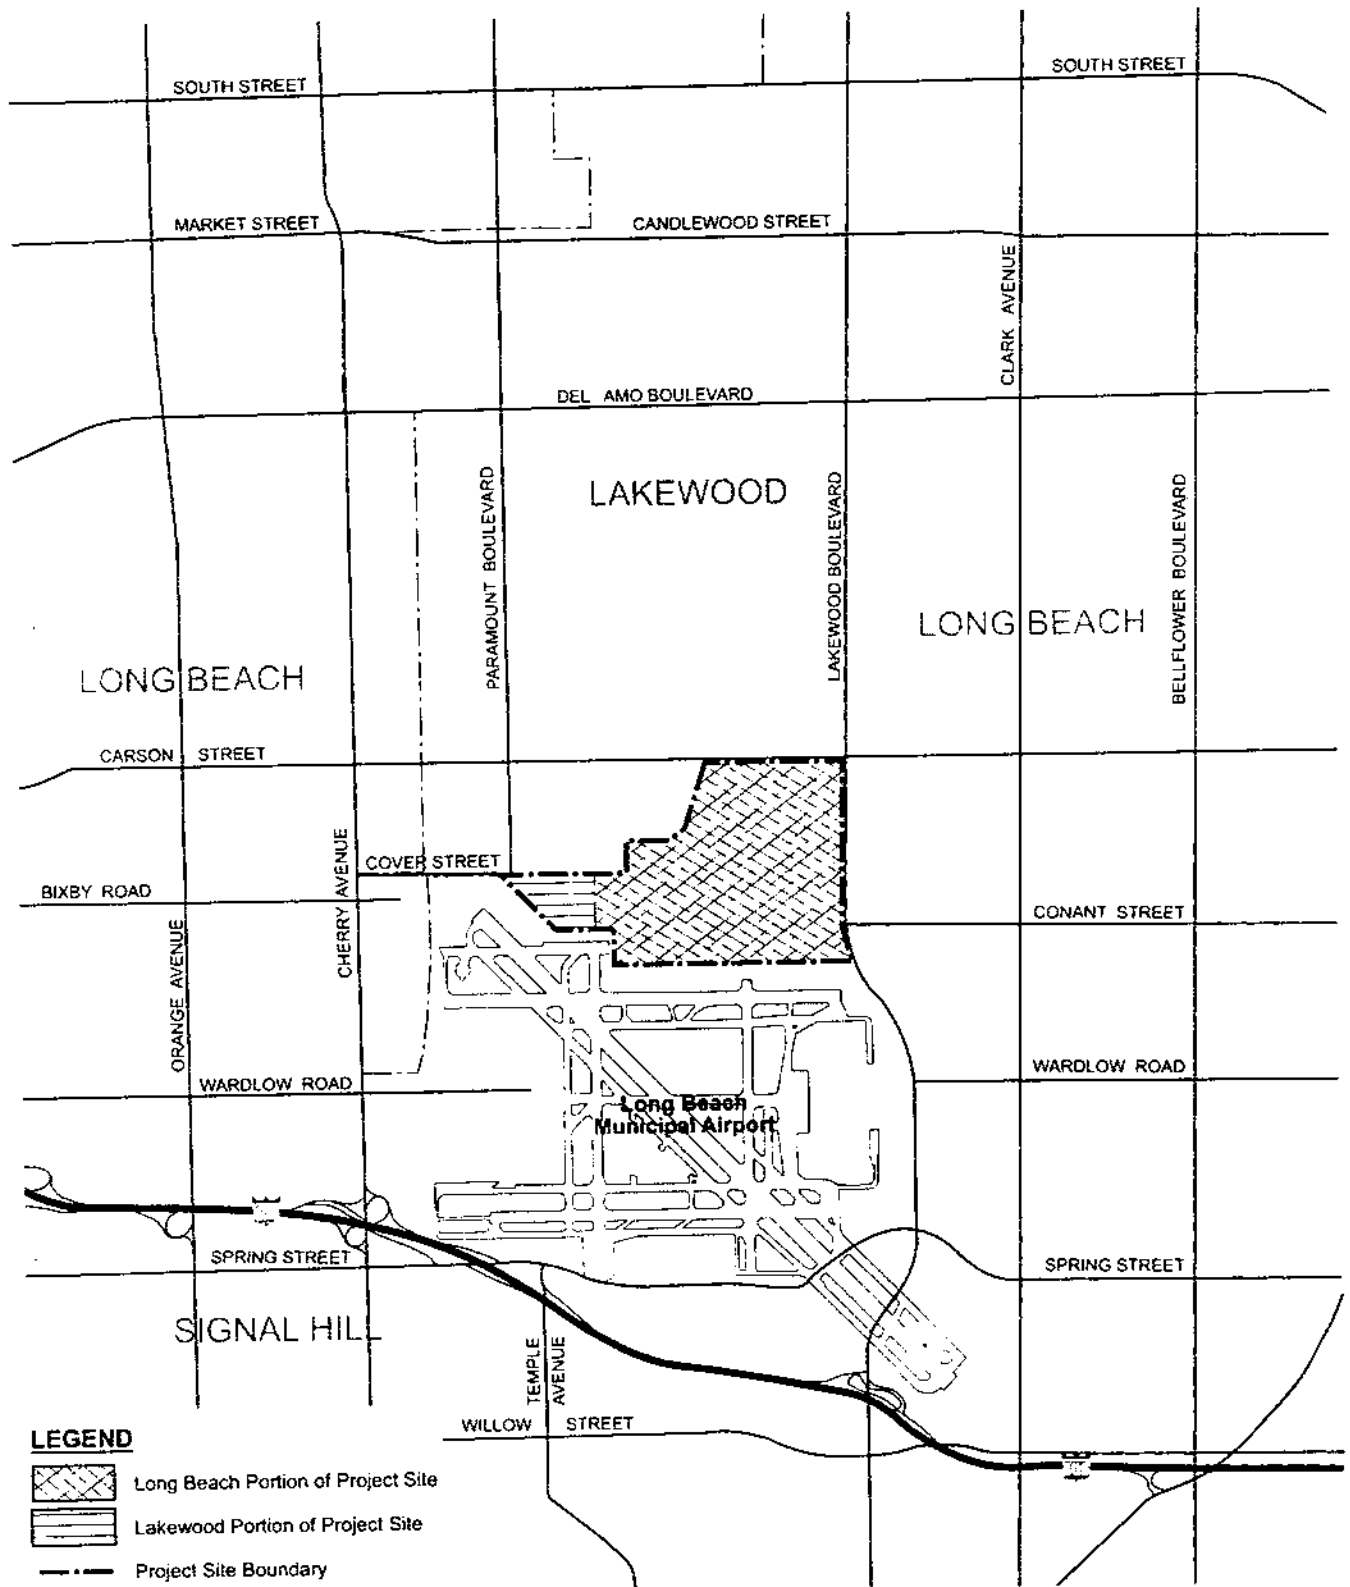 SOUTH STREET
SOUTH STREET
MARKET STREET
CANDLEWOOD STREET
CLARK AVENUE
DEL AMO BOULEVARD
LAKEWOOD
PARAMOUNT BOULEVARD
LAKEWOOD BOULEVARD
BELLFLOWER BOULEVARD
LONG BEACH
LONG BEACH
CARSON STREET
COVER STREET
CHERRY AVENUE
BIXBY ROAD
CONANT STREET
ORANGE AVENUE
WARDLOW ROAD
WARDLOW ROAD
Long Beach
Municipal Airport
SPRING STREET
SPRING STREET
SIGNAL HILL
TEMPLE
AVENUE
WILLOW STREET
LEGEND
Long Beach Portion of Project Site
Lakewood Portion of Project Site
Project Site Boundary